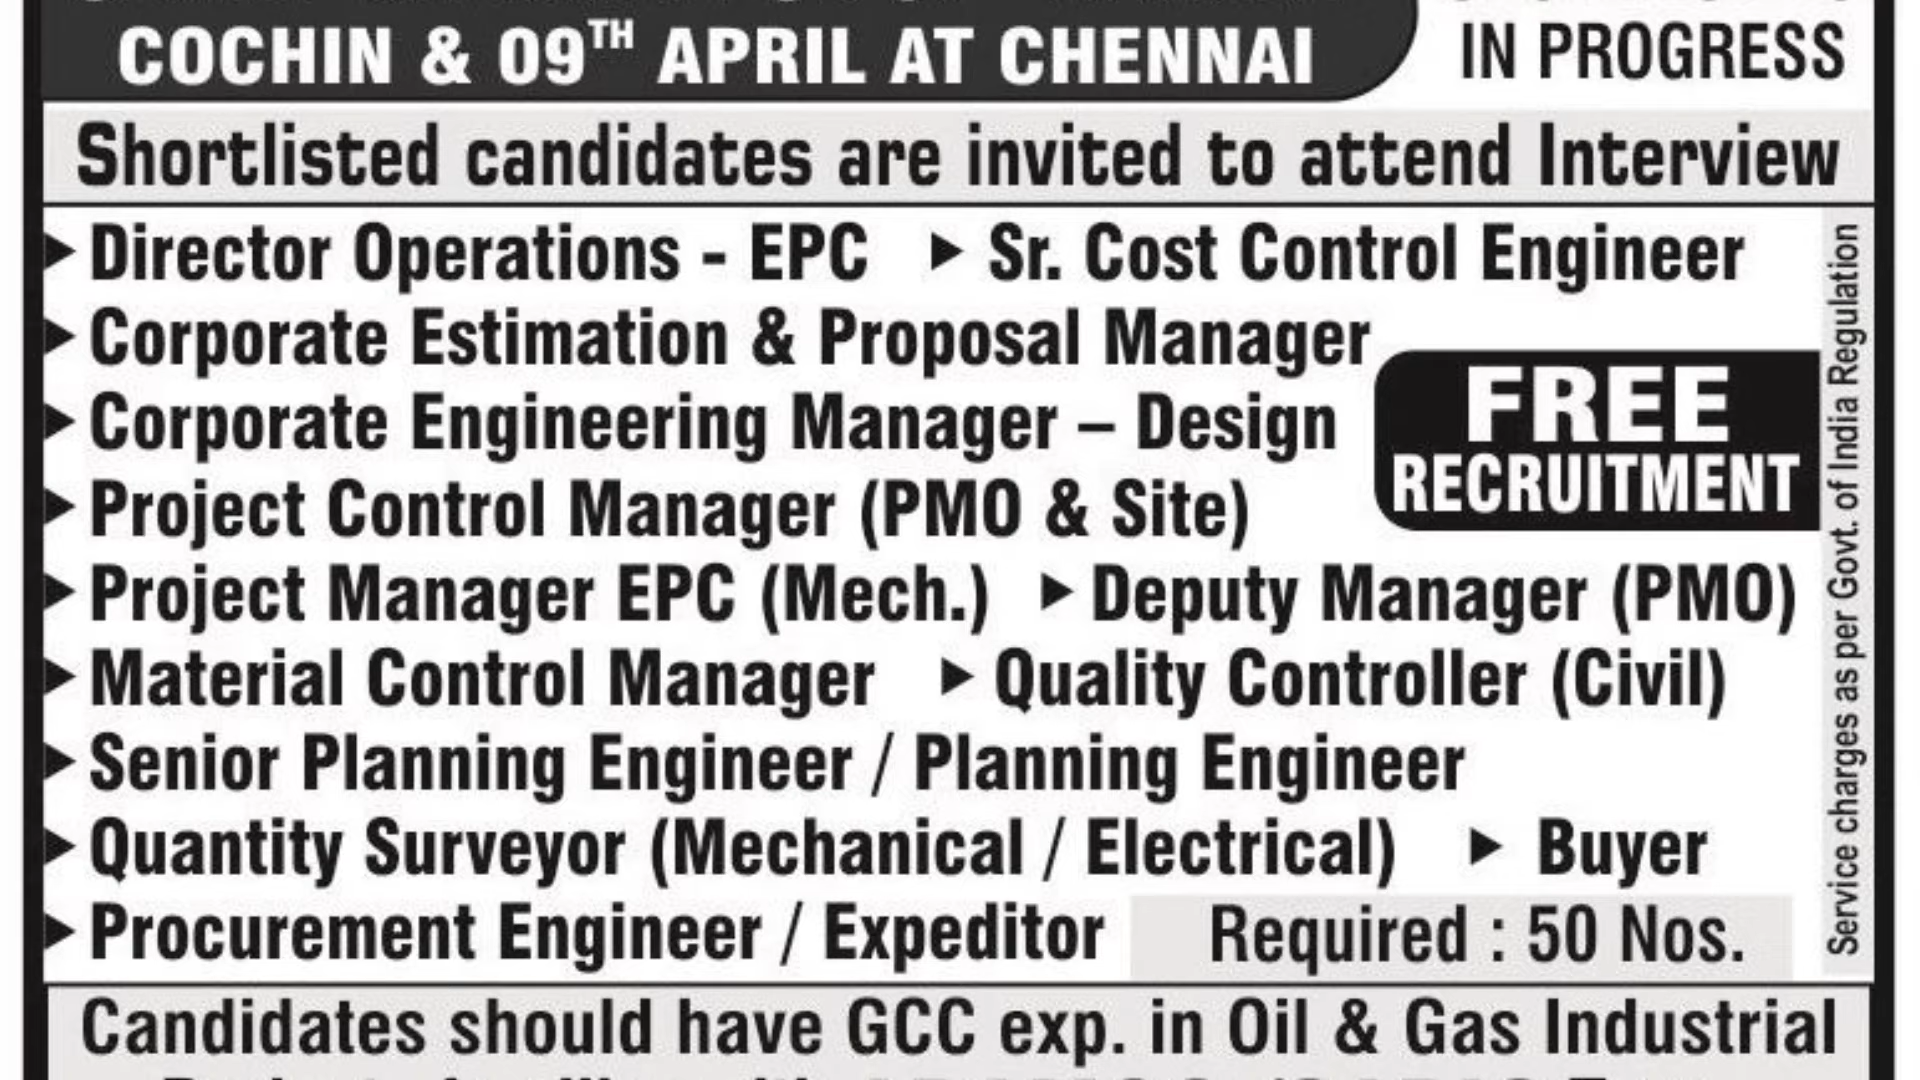 COCHIN & 09TH APRIL AT CHENNAI
IN PROGRESS
Shortlisted candidates are invited to attend Interview
▸ Director Operations - EPC ▸ Sr. Cost Control Engineer
▸ Corporate Estimation & Proposal Manager
▸ Corporate Engineering Manager – Design
▸ Project Control Manager (PMO & Site)
▸ Project Manager EPC (Mech.) ▸ Deputy Manager (PMO)
▸ Material Control Manager ▸ Quality Controller (Civil)
▸ Senior Planning Engineer / Planning Engineer
▸ Quantity Surveyor (Mechanical / Electrical) ▸ Buyer
▸ Procurement Engineer / Expeditor
Required : 50 Nos.
FREE
RECRUITMENT
Service charges as per Govt. of India Regulation
Candidates should have GCC exp. in Oil & Gas Industrial